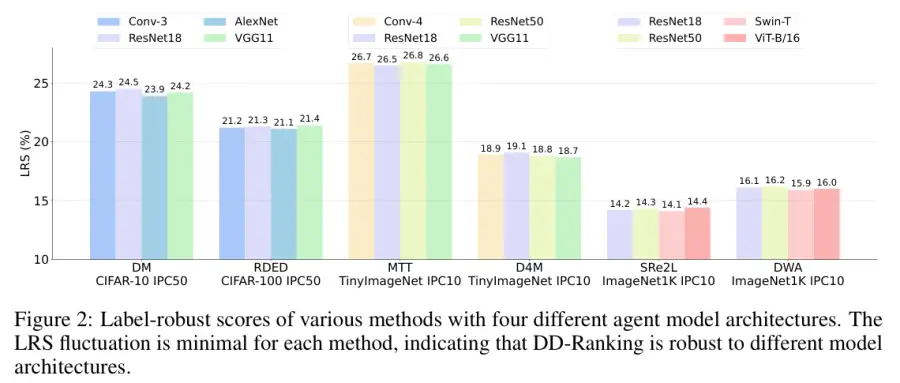 Conv-3 AlexNet
ResNet18 VGG11
Conv-4 ResNet50
ResNet18 VGG11
ResNet18 Swin-T
ResNet50 ViT-B/16
LRS (%)
25
20
15
10
24.3 24.5 23.9 24.2
21.2 21.3 21.1 21.4
26.7 26.5 26.8 26.6
18.9 19.1 18.8 18.7
14.2 14.3 14.1 14.4
16.1 16.2 15.9 16.0
DM
CIFAR-10 IPC50
RDED
CIFAR-100 IPC50
MTT
TinyImageNet IPC10
D4M
TinyImageNet IPC10
SRe2L
ImageNet1K IPC10
DWA
ImageNet1K IPC10
Figure 2: Label-robust scores of various methods with four different agent model architectures. The
LRS fluctuation is minimal for each method, indicating that DD-Ranking is robust to different model
architectures.